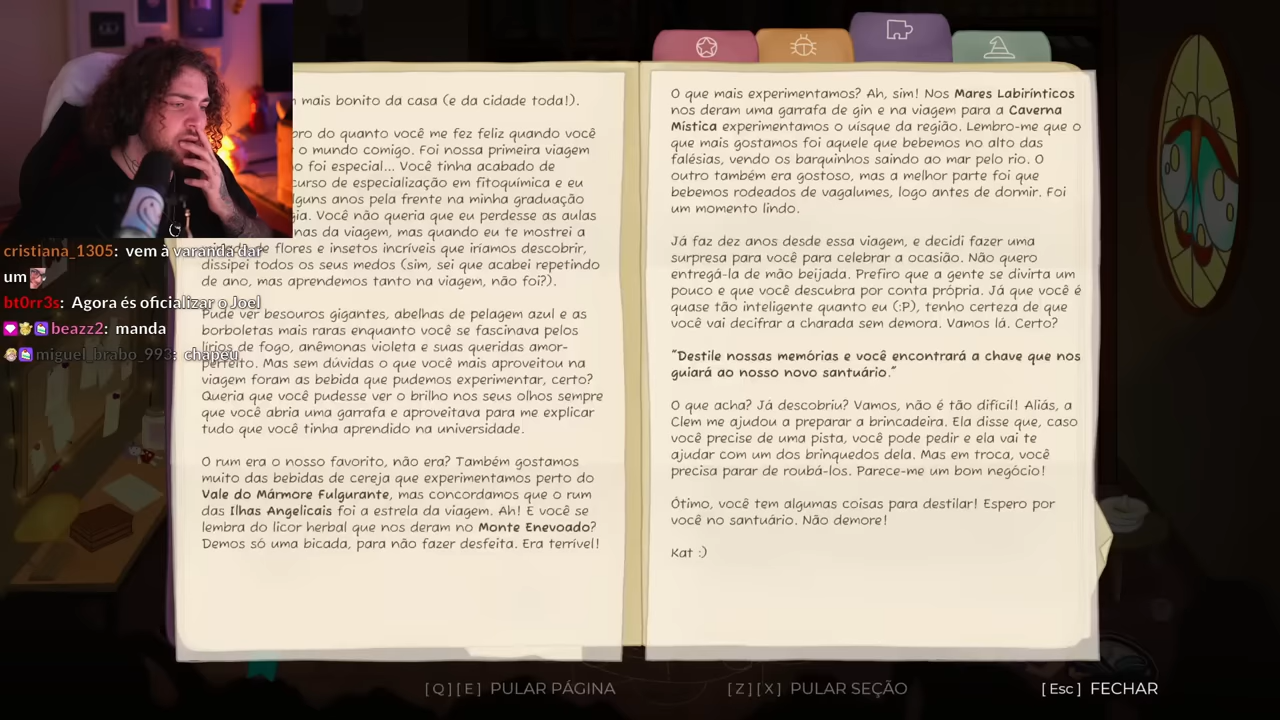 m mais bonito da casa (e da cidade toda!).
bro do quanto você me fez feliz quando você
r o mundo comigo. Foi nossa primeira viagem
o foi especial... Você tinha acabado de
curso de especialização em fitoquímica e eu
guns anos pela frente na minha graduação
gia. Você não queria que eu perdesse as aulas
nas da viagem, mas quando eu te mostrei a
de flores e insetos incríveis que iríamos descobrir,
dissipei todos os seus medos (sim, sei que acabei repetindo
de ano, mas aprendemos tanto na viagem, não foi?).
Pude ver besouros gigantes, abelhas de pelagem azul e as
borboletas mais raras enquanto você se fascinava pelos
lírios de fogo, anêmonas violeta e suas queridas amor-
perfeito. Mas sem dúvidas o que você mais aproveitou na
viagem foram as bebida que pudemos experimentar, certo?
Queria que você pudesse ver o brilho nos seus olhos sempre
que você abria uma garrafa e aproveitava para me explicar
tudo que você tinha aprendido na universidade.
O rum era o nosso favorito, não era? Também gostamos
muito das bebidas de cereja que experimentamos perto do
Vale do Mármore Fulgurante, mas concordamos que o rum
das Ilhas Angelicais foi a estrela da viagem. Ah! E você se
lembra do licor herbal que nos deram no Monte Enevoado?
Demos só uma bicada, para não fazer desfeita. Era terrível!
O que mais experimentamos? Ah, sim! Nos Mares Labirínticos
nos deram uma garrafa de gin e na viagem para a Caverna
Mística experimentamos o uísque da região. Lembro-me que o
que mais gostamos foi aquele que bebemos no alto das
falésias, vendo os barquinhos saindo ao mar pelo rio. O
outro também era gostoso, mas a melhor parte foi que
bebemos rodeados de vagalumes, logo antes de dormir. Foi
um momento lindo.
Já faz dez anos desde essa viagem, e decidi fazer uma
surpresa para você para celebrar a ocasião. Não quero
entregá-la de mão beijada. Prefiro que a gente se divirta um
pouco e que você descubra por conta própria. Já que você é
quase tão inteligente quanto eu (:P), tenho certeza de que
você vai decifrar a charada sem demora. Vamos lá. Certo?
"Destile nossas memórias e você encontrará a chave que nos
guiará ao nosso novo santuário."
O que acha? Já descobriu? Vamos, não é tão difícil! Aliás, a
Clem me ajudou a preparar a brincadeira. Ela disse que, caso
você precise de uma pista, você pode pedir e ela vai te
ajudar com um dos brinquedos dela. Mas em troca, você
precisa parar de roubá-los. Parece-me um bom negócio!
Ótimo, você tem algumas coisas para destilar! Espero por
você no santuário. Não demore!
Kat :)
cristiana_1305: vem à varanda dar
um
bt0rr3s: Agora és oficializar o Joel
beazz2: manda
miguel_brabo_993: chapeu
[Q][E] PULAR PÁGINA
[Z][X] PULAR SEÇÃO
[Esc] FECHAR